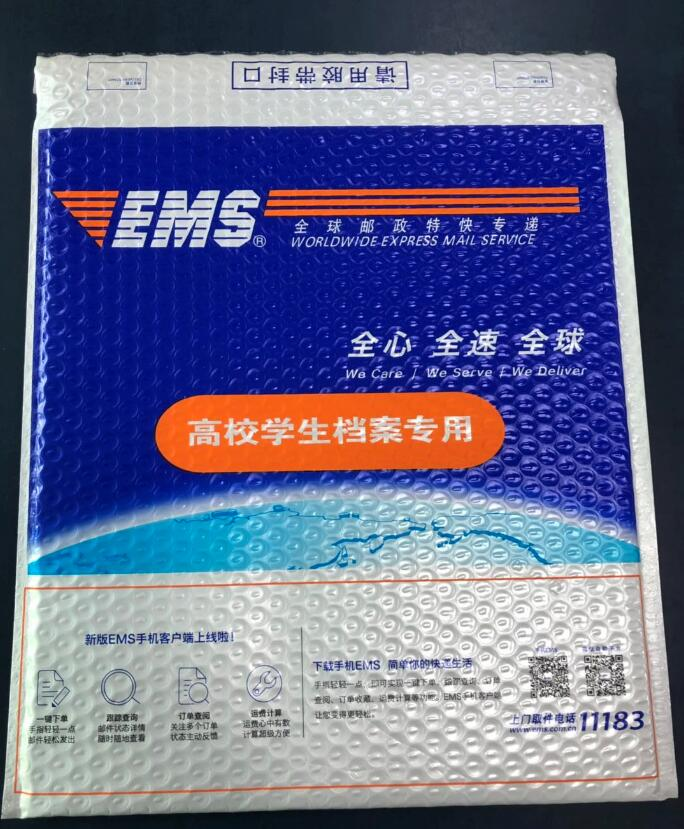 请用胶带封口
EMS®
全球邮政特快专递
WORLDWIDE EXPRESS MAIL SERVICE
全心 全速 全球
We Care / We Serve / We Deliver
高校学生档案专用
新版EMS手机客户端上线啦!
一键下单
手指轻轻一点
邮件轻松发出
跟踪查询
邮件状态详情
随时随地查看
订单查阅
关注多个订单
状态主动反馈
运费计算
运费心中有数
计算超级方便
下载手机EMS 简单你的快递生活
手指轻轻一点,即可实现一键下单、跟踪查询、订单
查阅、订单收藏、运费计算等功能。EMS手机客户端
让您变得更轻松。
手机EMS
上门取件电话 11183
www.ems.com.cn